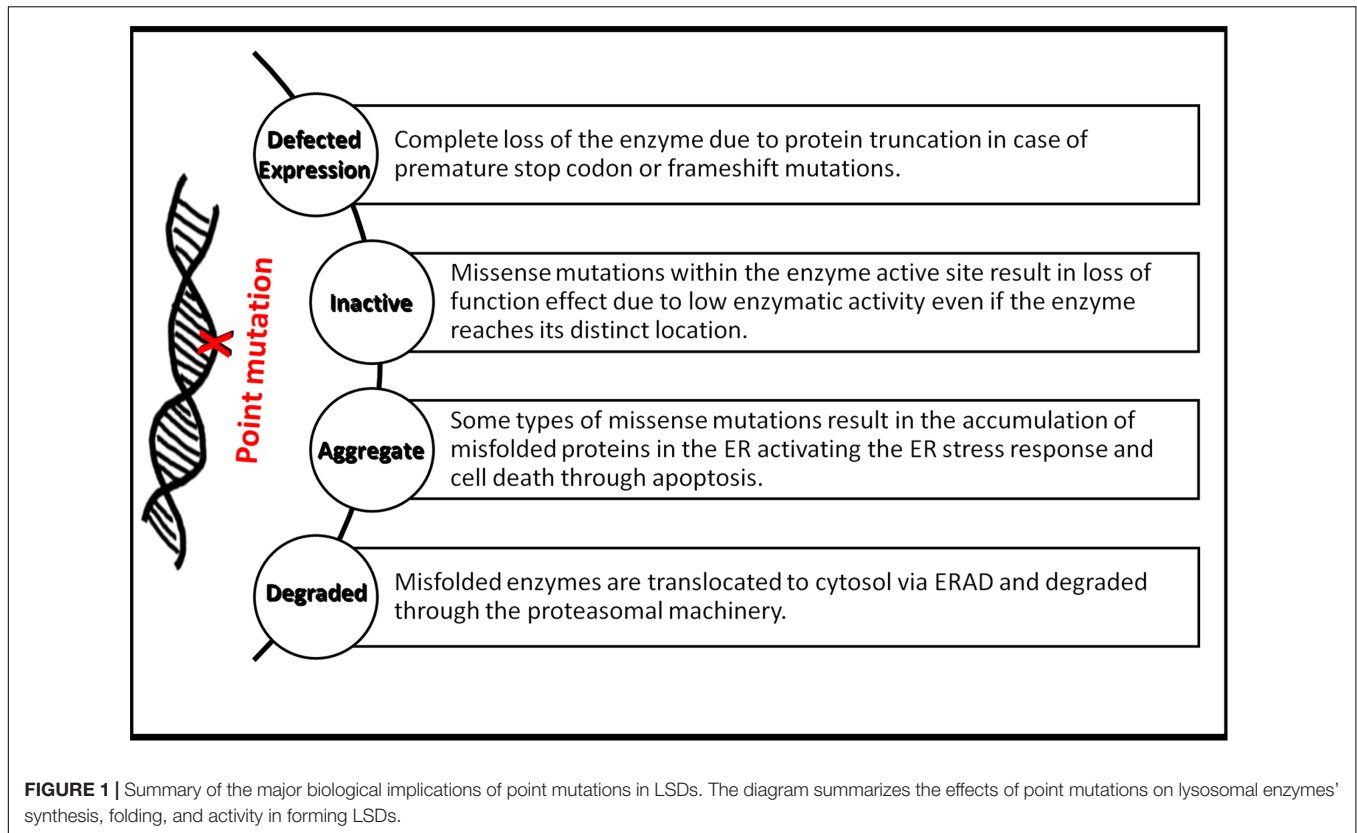 Defected
Expression
Complete loss of the enzyme due to protein truncation in case of
premature stop codon or frameshift mutations.
Point mutation
X
Inactive
Missense mutations within the enzyme active site result in loss of
function effect due to low enzymatic activity even if the enzyme
reaches its distinct location.
Aggregate
Some types of missense mutations result in the accumulation of
misfolded proteins in the ER activating the ER stress response and
cell death through apoptosis.
Degraded
Misfolded enzymes are translocated to cytosol via ERAD and degraded
through the proteasomal machinery.
FIGURE 1 | Summary of the major biological implications of point mutations in LSDs. The diagram summarizes the effects of point mutations on lysosomal enzymes’
synthesis, folding, and activity in forming LSDs.